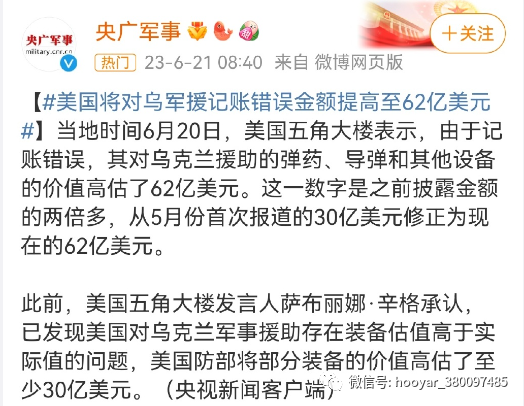 央广军事
央广军事
military.cnr.cn
+关注
热门 23-6-21 08:40 来自 微博网页版
【#美国将对乌军援记账错误金额提高至62亿美元
#】当地时间6月20日，美国五角大楼表示，由于记
账错误，其对乌克兰援助的弹药、导弹和其他设备
的价值高估了62亿美元。这一数字是之前披露金额
的两倍多，从5月份首次报道的30亿美元修正为现
在的62亿美元。
此前，美国五角大楼发言人萨布丽娜·辛格承认，
已发现美国对乌克兰军事援助存在装备估值高于实
际值的问题，美国防部将部分装备的价值高估了至
少30亿美元。（央视新闻客户端）
微信号: hooyar_380097485